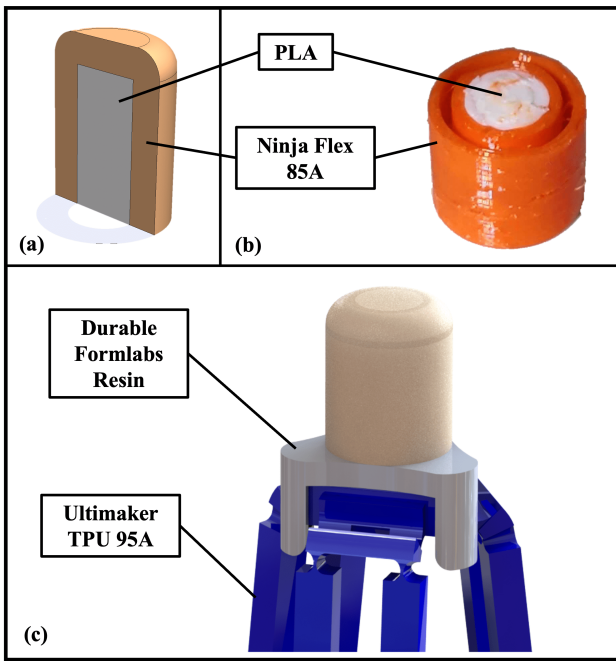 PLA
Ninja Flex
85A
(a)
(b)
Durable
Formlabs
Resin
Ultimaker
TPU 95A
(c)